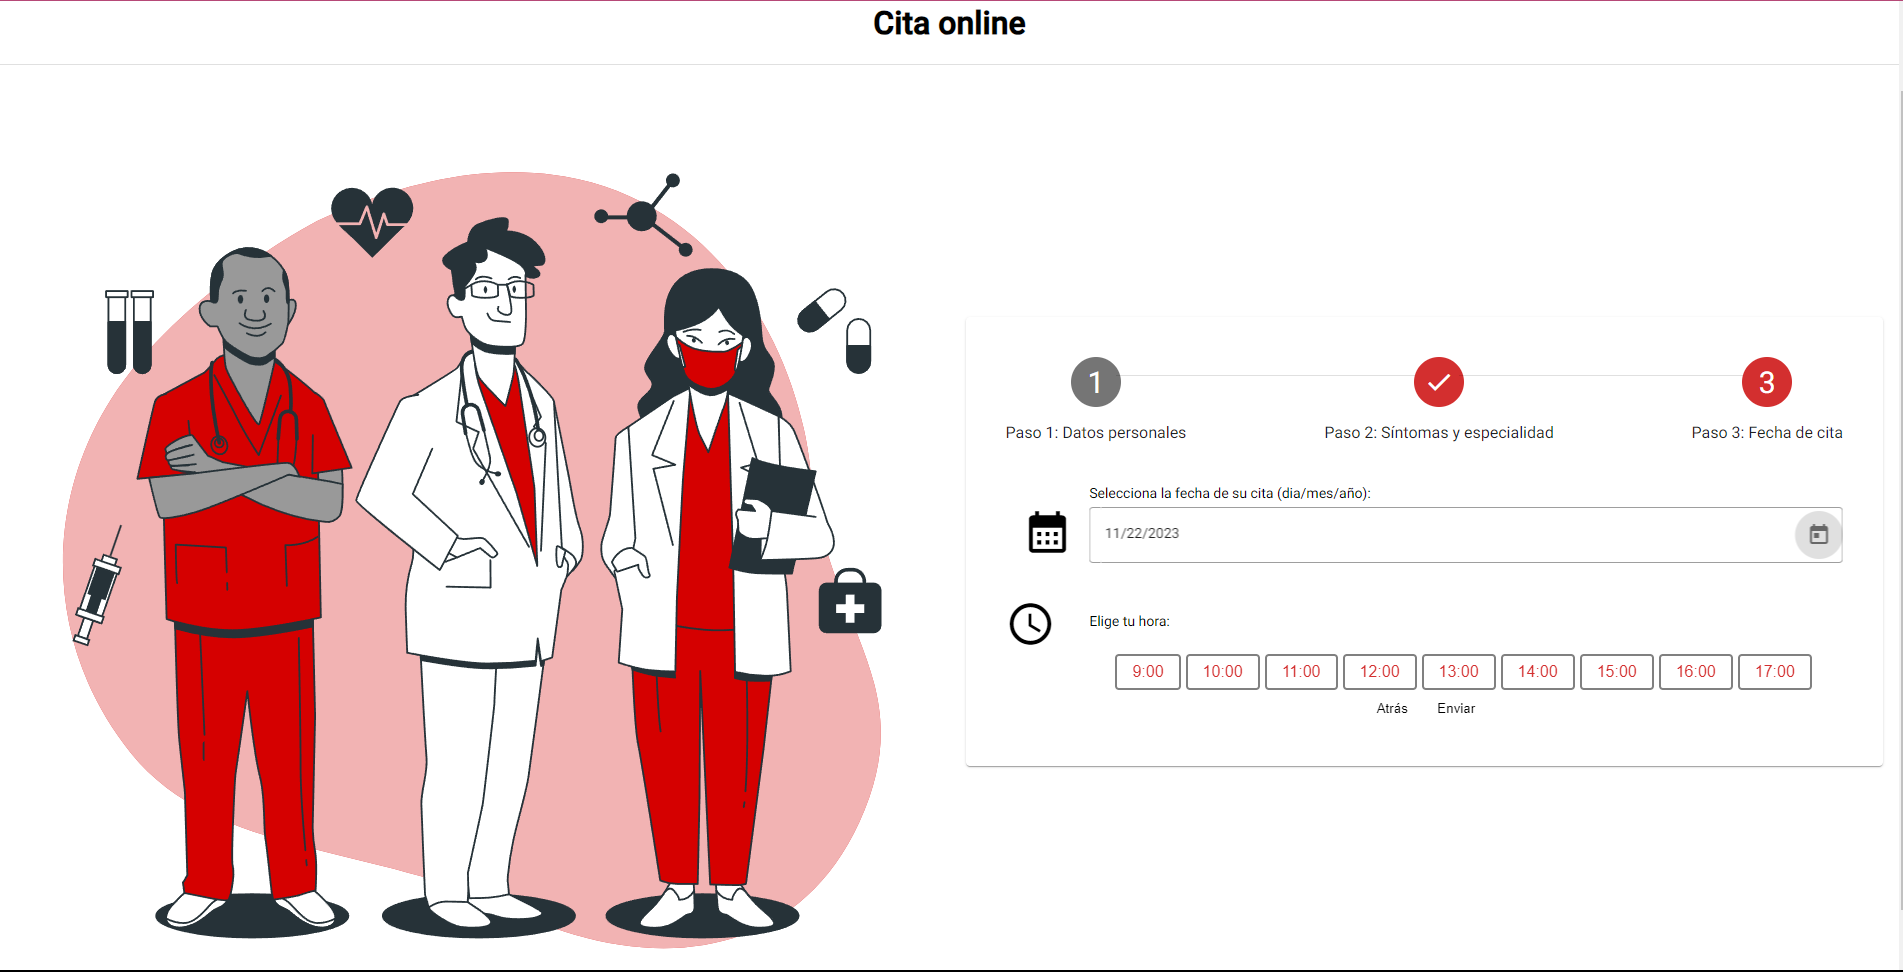 Cita online
1
3
Paso 1: Datos personales
Paso 2: Síntomas y especialidad
Paso 3: Fecha de cita
Selecciona la fecha de su cita (dia/mes/año):
11/22/2023
Elige tu hora:
9:00 10:00 11:00 12:00 13:00 14:00 15:00 16:00 17:00
Atrás Enviar